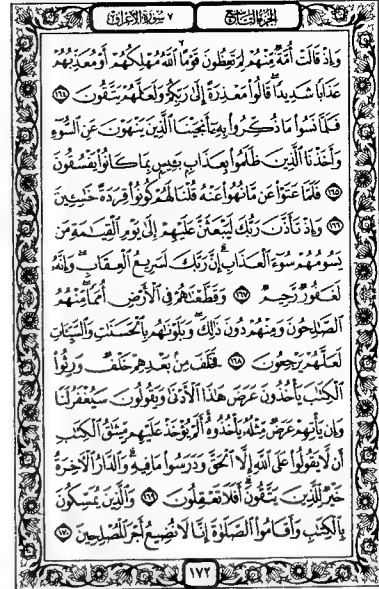 الجزء التاسع
٧ سورة الأعراف
وَإِذْ قَالَتْ أُمَّةٌ مِّنْهُمْ لِمَ تَعِظُونَ قَوْمًا ٱللَّهُ مُهْلِكُهُمْ أَوْ مُعَذِّبُهُمْ
عَذَابًا شَدِيدًا ۖ قَالُوا۟ مَعْذِرَةً إِلَىٰ رَبِّكُمْ وَلَعَلَّهُمْ يَتَّقُونَ ١٦٤
فَلَمَّا نَسُوا۟ مَا ذُكِّرُوا۟ بِهِۦٓ أَنجَيْنَا ٱلَّذِينَ يَنْهَوْنَ عَنِ ٱلسُّوٓءِ
وَأَخَذْنَا ٱلَّذِينَ ظَلَمُوا۟ بِعَذَابٍۭ بَـِٔيسٍۭ بِمَا كَانُوا۟ يَفْسُقُونَ
١٦٥ فَلَمَّا عَتَوْا۟ عَن مَّا نُهُوا۟ عَنْهُ قُلْنَا لَهُمْ كُونُوا۟ قِرَدَةً خَٰسِـِٔينَ
١٦٦ وَإِذْ تَأَذَّنَ رَبُّكَ لَيَبْعَثَنَّ عَلَيْهِمْ إِلَىٰ يَوْمِ ٱلْقِيَٰمَةِ مَن
يَسُومُهُمْ سُوٓءَ ٱلْعَذَابِ ۗ إِنَّ رَبَّكَ لَسَرِيعُ ٱلْعِقَابِ ۖ وَإِنَّهُۥ
لَغَفُورٌ رَّحِيمٌ ١٦٧ وَقَطَّعْنَٰهُمْ فِى ٱلْأَرْضِ أُمَمًا ۖ مِّنْهُمُ
ٱلصَّٰلِحُونَ وَمِنْهُمْ دُونَ ذَٰلِكَ ۖ وَبَلَوْنَٰهُم بِٱلْحَسَنَٰتِ وَٱلسَّيِّـَٔاتِ
لَعَلَّهُمْ يَرْجِعُونَ ١٦٨ فَخَلَفَ مِنۢ بَعْدِهِمْ خَلْفٌ وَرِثُوا۟
ٱلْكِتَٰبَ يَأْخُذُونَ عَرَضَ هَٰذَا ٱلْأَدْنَىٰ وَيَقُولُونَ سَيُغْفَرُ لَنَا
وَإِن يَأْتِهِمْ عَرَضٌ مِّثْلُهُۥ يَأْخُذُوهُ ۚ أَلَمْ يُؤْخَذْ عَلَيْهِم مِّيثَٰقُ ٱلْكِتَٰبِ
أَن لَّا يَقُولُوا۟ عَلَى ٱللَّهِ إِلَّا ٱلْحَقَّ وَدَرَسُوا۟ مَا فِيهِ ۗ وَٱلدَّارُ ٱلْـَٔاخِرَةُ
خَيْرٌ لِّلَّذِينَ يَتَّقُونَ ۗ أَفَلَا تَعْقِلُونَ ١٦٩ وَٱلَّذِينَ يُمَسِّكُونَ
بِٱلْكِتَٰبِ وَأَقَامُوا۟ ٱلصَّلَوٰةَ إِنَّا لَا نُضِيعُ أَجْرَ ٱلْمُصْلِحِينَ ١٧٠
١٧٢